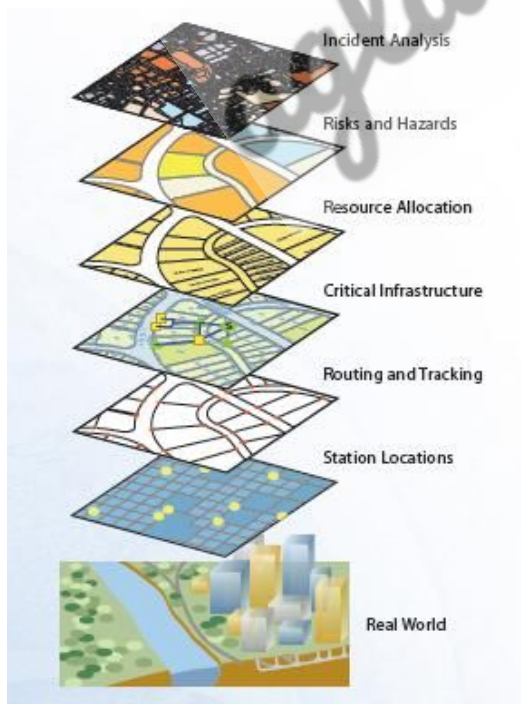 Incident Analysis
Risks and Hazards
Resource Allocation
Critical Infrastructure
Routing and Tracking
Station Locations
Real World